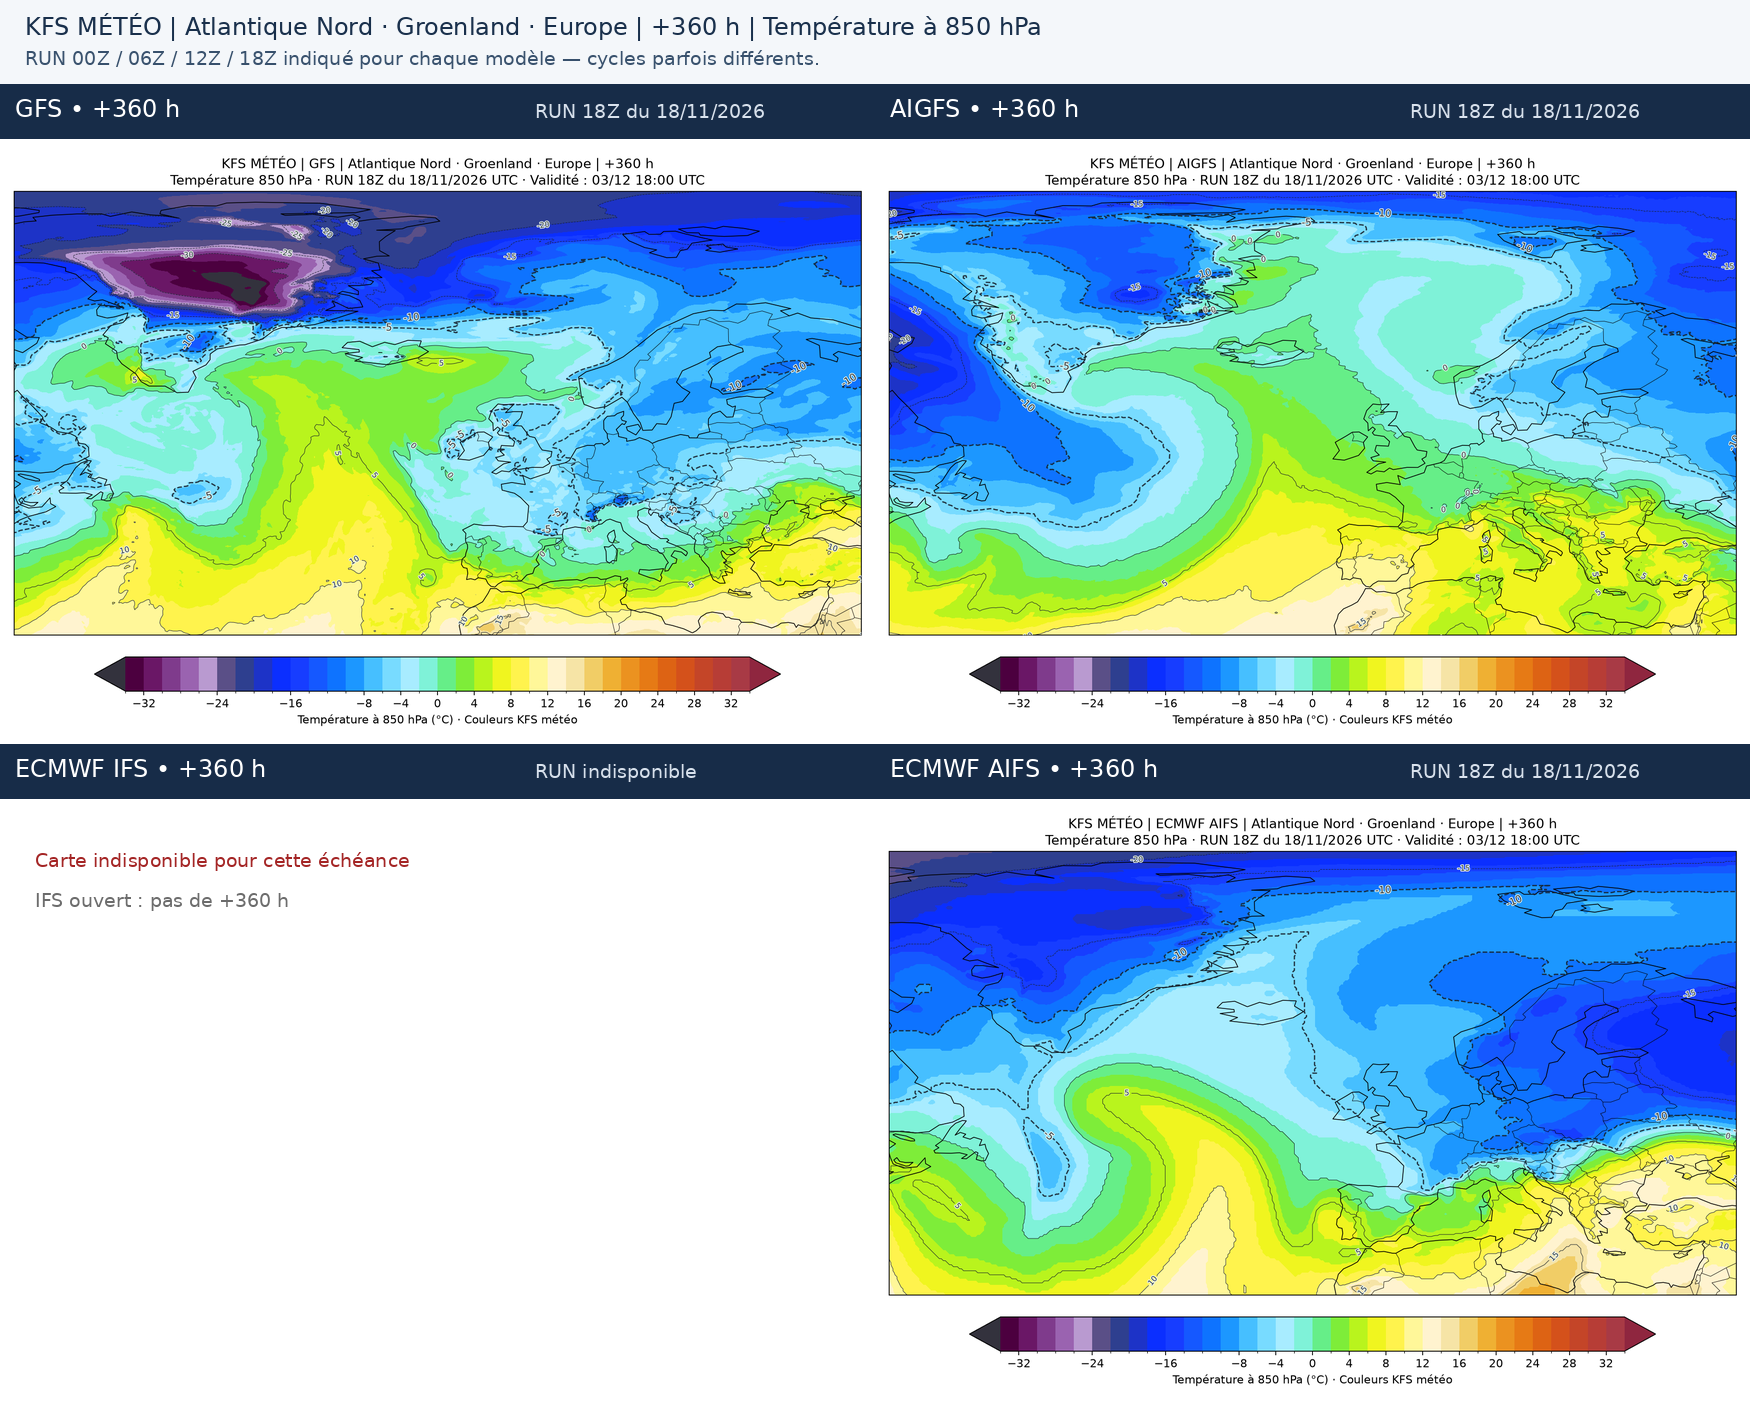 KFS MÉTÉO | Atlantique Nord · Groenland · Europe | +360 h | Température à 850 hPa
RUN 00Z / 06Z / 12Z / 18Z indiqué pour chaque modèle — cycles parfois différents.
GFS • +360 h
RUN 18Z du 18/11/2026
AIGFS • +360 h
RUN 18Z du 18/11/2026
KFS MÉTÉO | GFS | Atlantique Nord · Groenland · Europe | +360 h
Température 850 hPa · RUN 18Z du 18/11/2026 UTC · Validité : 03/12 18:00 UTC
KFS MÉTÉO | AIGFS | Atlantique Nord · Groenland · Europe | +360 h
Température 850 hPa · RUN 18Z du 18/11/2026 UTC · Validité : 03/12 18:00 UTC
−32 −24 −16 −8 −4 0 4 8 12 16 20 24 28 32
Température à 850 hPa (°C) · Couleurs KFS météo
−32 −24 −16 −8 −4 0 4 8 12 16 20 24 28 32
Température à 850 hPa (°C) · Couleurs KFS météo
ECMWF IFS • +360 h
RUN indisponible
ECMWF AIFS • +360 h
RUN 18Z du 18/11/2026
Carte indisponible pour cette échéance
IFS ouvert : pas de +360 h
KFS MÉTÉO | ECMWF AIFS | Atlantique Nord · Groenland · Europe | +360 h
Température 850 hPa · RUN 18Z du 18/11/2026 UTC · Validité : 03/12 18:00 UTC
−32 −24 −16 −8 −4 0 4 8 12 16 20 24 28 32
Température à 850 hPa (°C) · Couleurs KFS météo